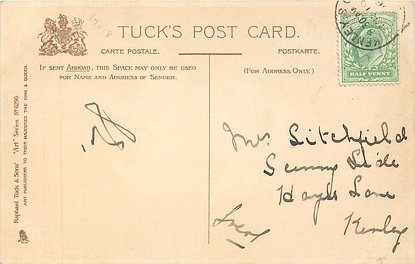 TUCK'S POST CARD.
CARTE POSTALE.
POSTKARTE.
IF SENT ABROAD, THIS SPACE MAY ONLY BE USED
FOR NAME AND ADDRESS OF SENDER.
(FOR ADDRESS ONLY.)
HALF PENNY
Raphael Tuck & Sons' "Art" Series
ART PUBLISHERS TO THEIR MAJESTIES THE KING & QUEEN.
Mrs Litchfield
Sunny Side
Hayes Lane
Kenley